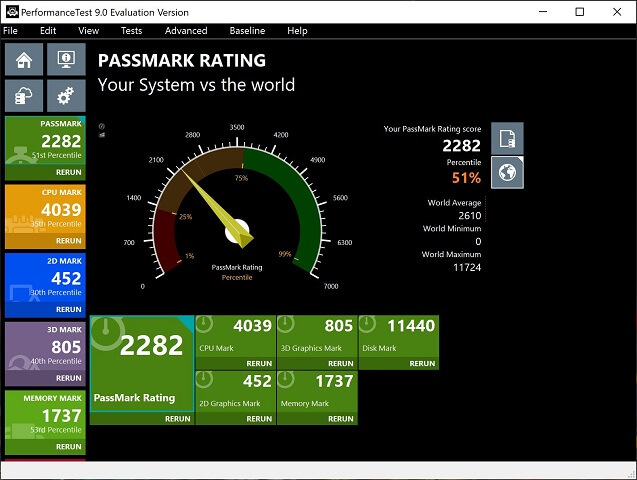 PerformanceTest 9.0 Evaluation Version
File Edit View Tests Advanced Baseline Help
PASSMARK RATING
Your System vs the world
PASSMARK
2282
51st Percentile
RERUN
CPU MARK
4039
35th Percentile
RERUN
2D MARK
452
30th Percentile
RERUN
3D MARK
805
40th Percentile
RERUN
MEMORY MARK
1737
53rd Percentile
RERUN
0
700
1400
2100
2800
3500
4200
4900
5600
6300
7000
1%
25%
75%
99%
PassMark Rating
Percentile
Your PassMark Rating score
2282
Percentile
51%
World Average
2610
World Minimum
0
World Maximum
11724
2282
PassMark Rating
RERUN
4039
CPU Mark
RERUN
805
3D Graphics Mark
RERUN
11440
Disk Mark
RERUN
452
2D Graphics Mark
RERUN
1737
Memory Mark
RERUN